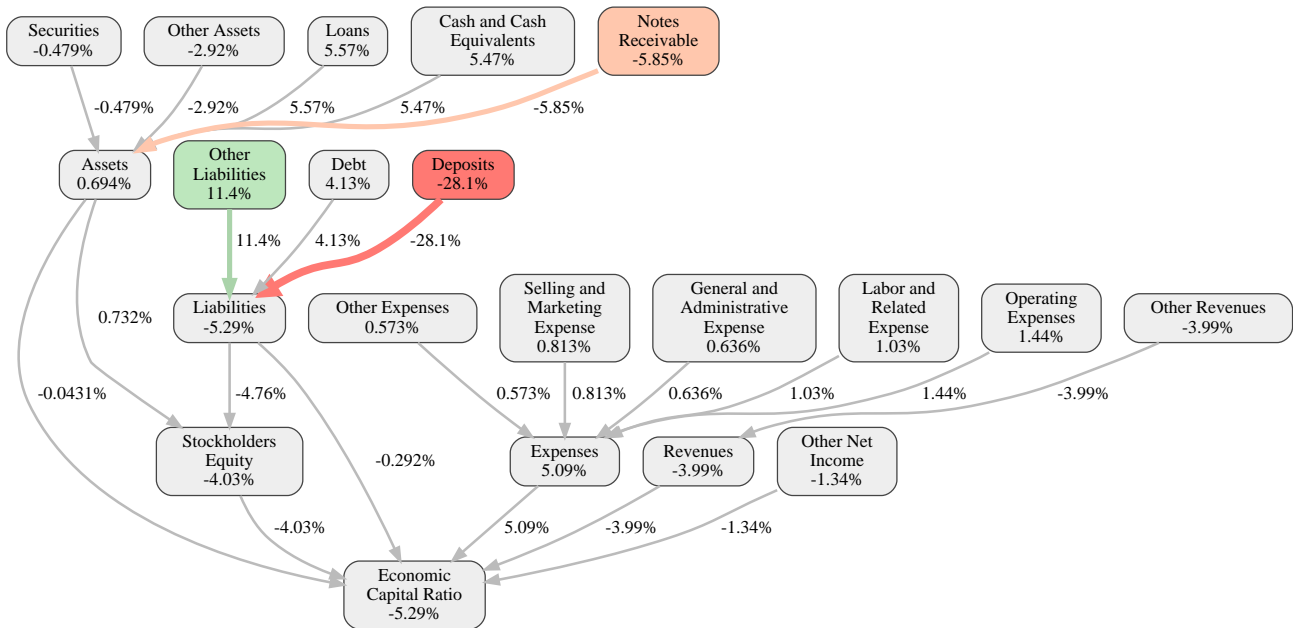 Securities
-0.479%
Other Assets
-2.92%
Loans
5.57%
Cash and Cash
Equivalents
5.47%
Notes
Receivable
-5.85%
-0.479%
-2.92%
5.57%
5.47%
-5.85%
Assets
0.694%
Other
Liabilities
11.4%
Debt
4.13%
Deposits
-28.1%
11.4%
4.13%
-28.1%
Liabilities
-5.29%
Other Expenses
0.573%
Selling and
Marketing
Expense
0.813%
General and
Administrative
Expense
0.636%
Labor and
Related
Expense
1.03%
Operating
Expenses
1.44%
Other Revenues
-3.99%
0.732%
-0.0431%
-4.76%
0.573%
0.813%
0.636%
1.03%
1.44%
-3.99%
Stockholders
Equity
-4.03%
-0.292%
Expenses
5.09%
Revenues
-3.99%
Other Net
Income
-1.34%
-4.03%
5.09%
-3.99%
-1.34%
Economic
Capital Ratio
-5.29%